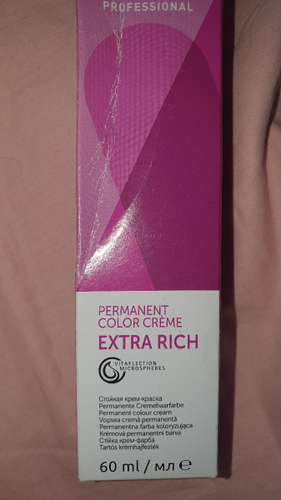 PROFESSIONAL
PERMANENT
COLOR CRÈME
EXTRA RICH
VITAFLECTION
MICROSPHERES
Стойкая крем-краска
Permanente Cremehaarfarbe
Permanent colour cream
Vopsea cremă permanentă
Permanentna farba koloryzująca
Krémová permanentní barva
Стійка крем-фарба
Tartós krémhajfesték
60 ml / мл ℮